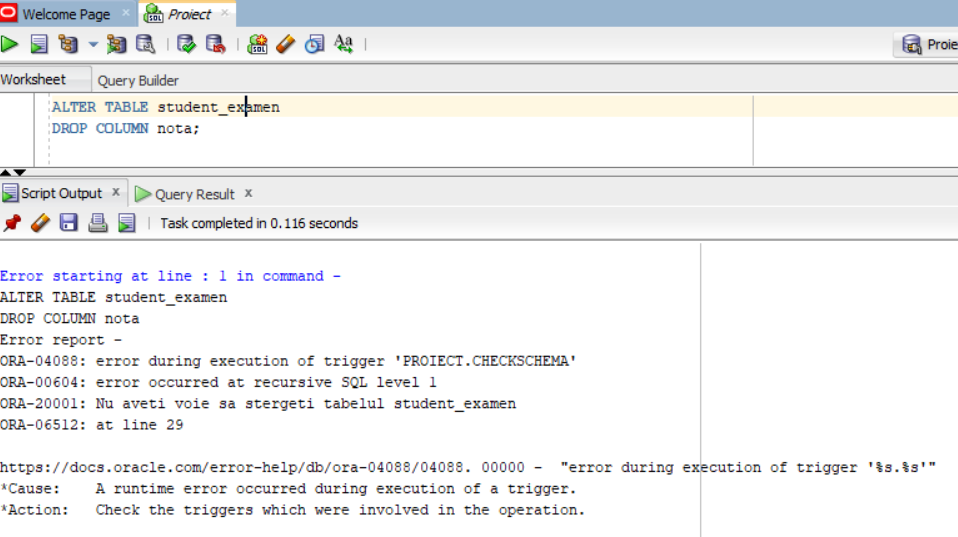 Welcome Page × Proiect ×
Proie
Worksheet Query Builder
ALTER TABLE student_examen
DROP COLUMN nota;
Script Output × Query Result ×
Task completed in 0.116 seconds
Error starting at line : 1 in command -
ALTER TABLE student_examen
DROP COLUMN nota
Error report -
ORA-04088: error during execution of trigger 'PROIECT.CHECKSCHEMA'
ORA-00604: error occurred at recursive SQL level 1
ORA-20001: Nu aveti voie sa stergeti tabelul student_examen
ORA-06512: at line 29
https://docs.oracle.com/error-help/db/ora-04088/04088. 00000 - "error during execution of trigger '%s.%s'"
*Cause: A runtime error occurred during execution of a trigger.
*Action: Check the triggers which were involved in the operation.